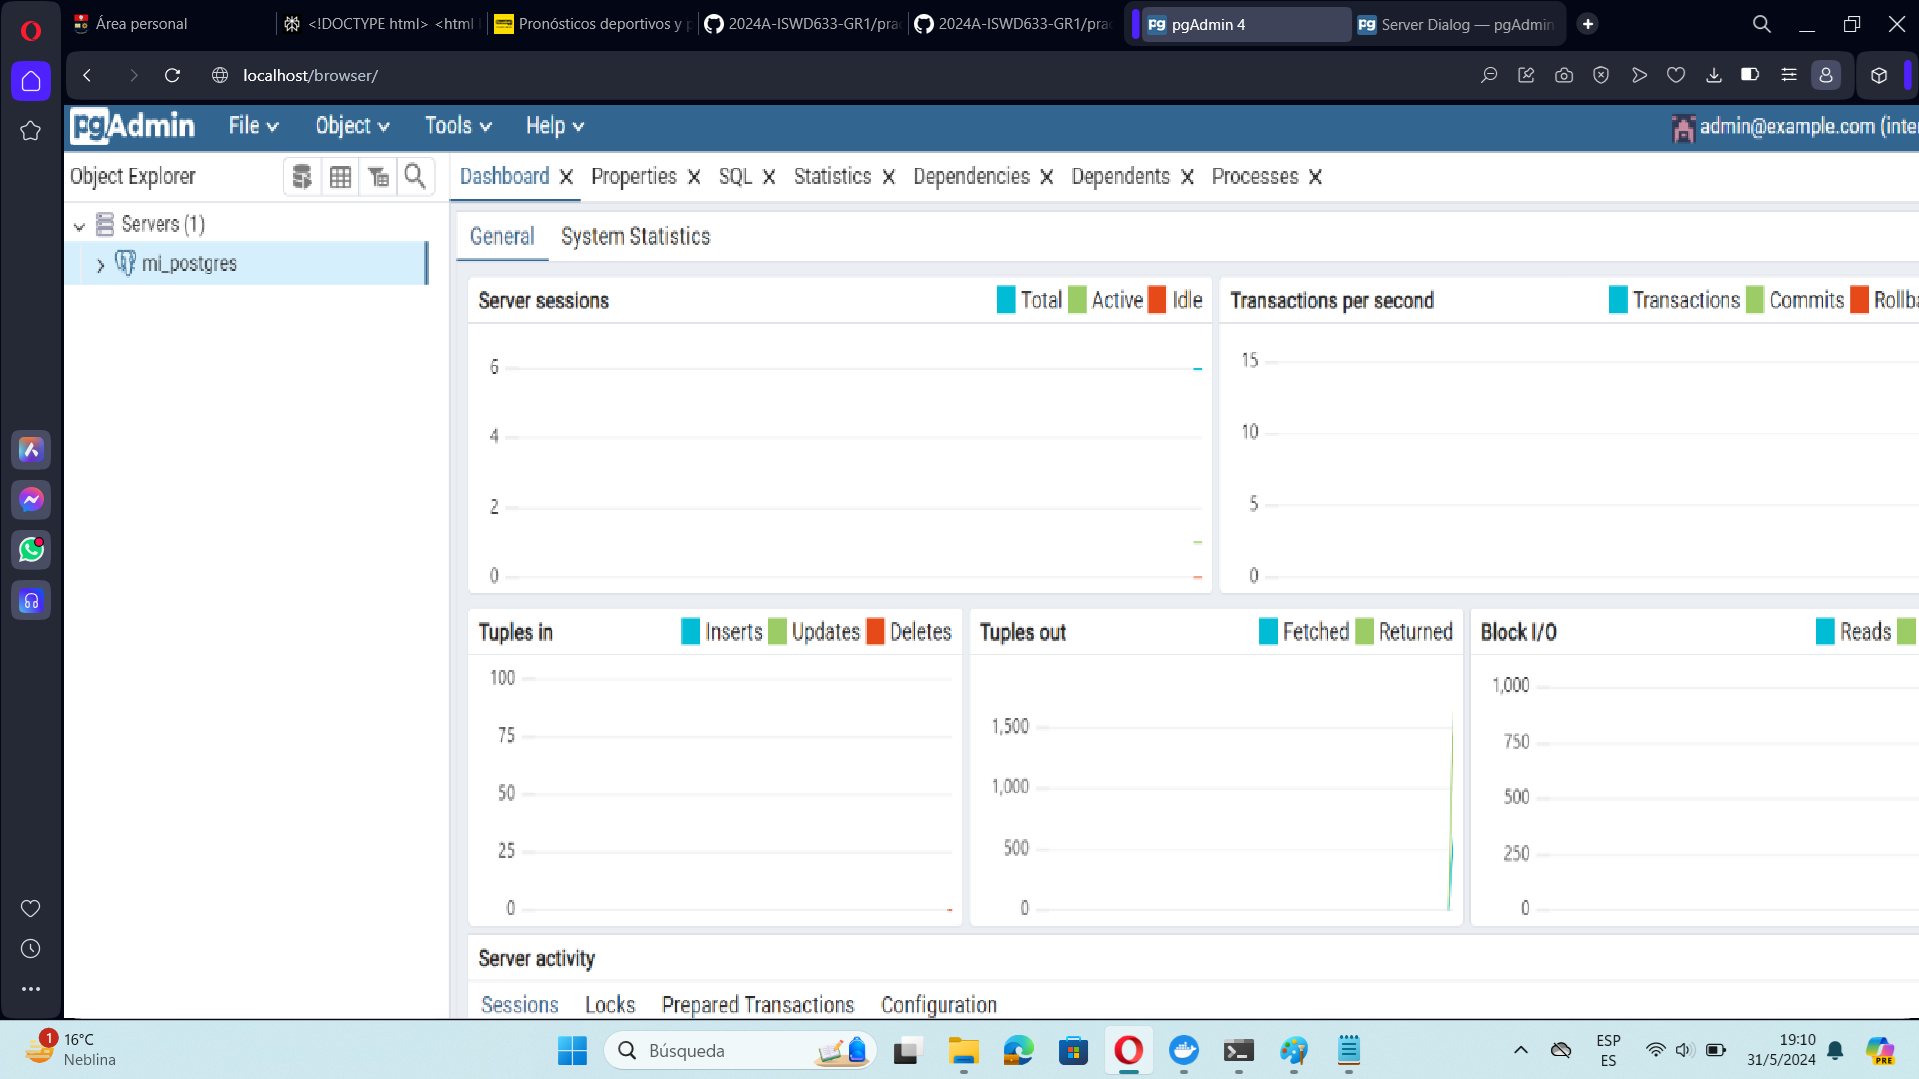 Área personal
<!DOCTYPE html> <html
Pronósticos deportivos y p
2024A-ISWD633-GR1/prac
2024A-ISWD633-GR1/pra
pgAdmin 4
Server Dialog — pgAdmin
localhost/browser/
pgAdmin
File
Object
Tools
Help
admin@example.com (inter
Object Explorer
Dashboard
Properties
SQL
Statistics
Dependencies
Dependents
Processes
Servers (1)
mi_postgres
General
System Statistics
Server sessions
Total
Active
Idle
6
4
2
0
Transactions per second
Transactions
Commits
Rollba
15
10
5
0
Tuples in
Inserts
Updates
Deletes
100
75
50
25
0
Tuples out
Fetched
Returned
1,500
1,000
500
0
Block I/O
Reads
1,000
750
500
250
0
Server activity
Sessions
Locks
Prepared Transactions
Configuration
1
16°C
Neblina
Búsqueda
ESP
ES
19:10
31/5/2024
PRE